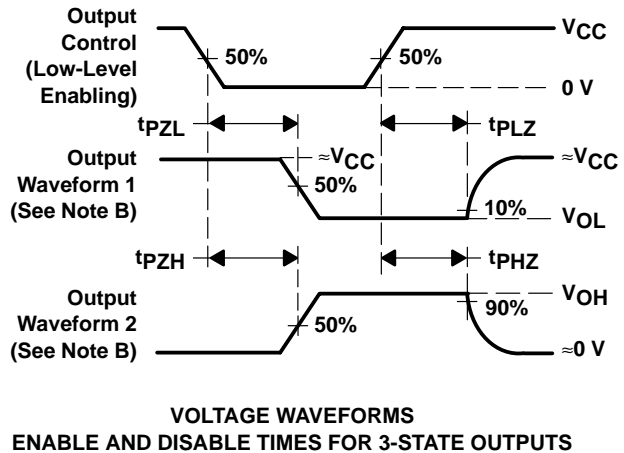 Output
Control
(Low-Level
Enabling)
50%
50%
VCC
0 V
tPZL
tPLZ
Output
Waveform 1
(See Note B)
≈VCC
50%
≈VCC
10%
VOL
tPZH
tPHZ
Output
Waveform 2
(See Note B)
50%
VOH
90%
≈0 V
VOLTAGE WAVEFORMS
ENABLE AND DISABLE TIMES FOR 3-STATE OUTPUTS